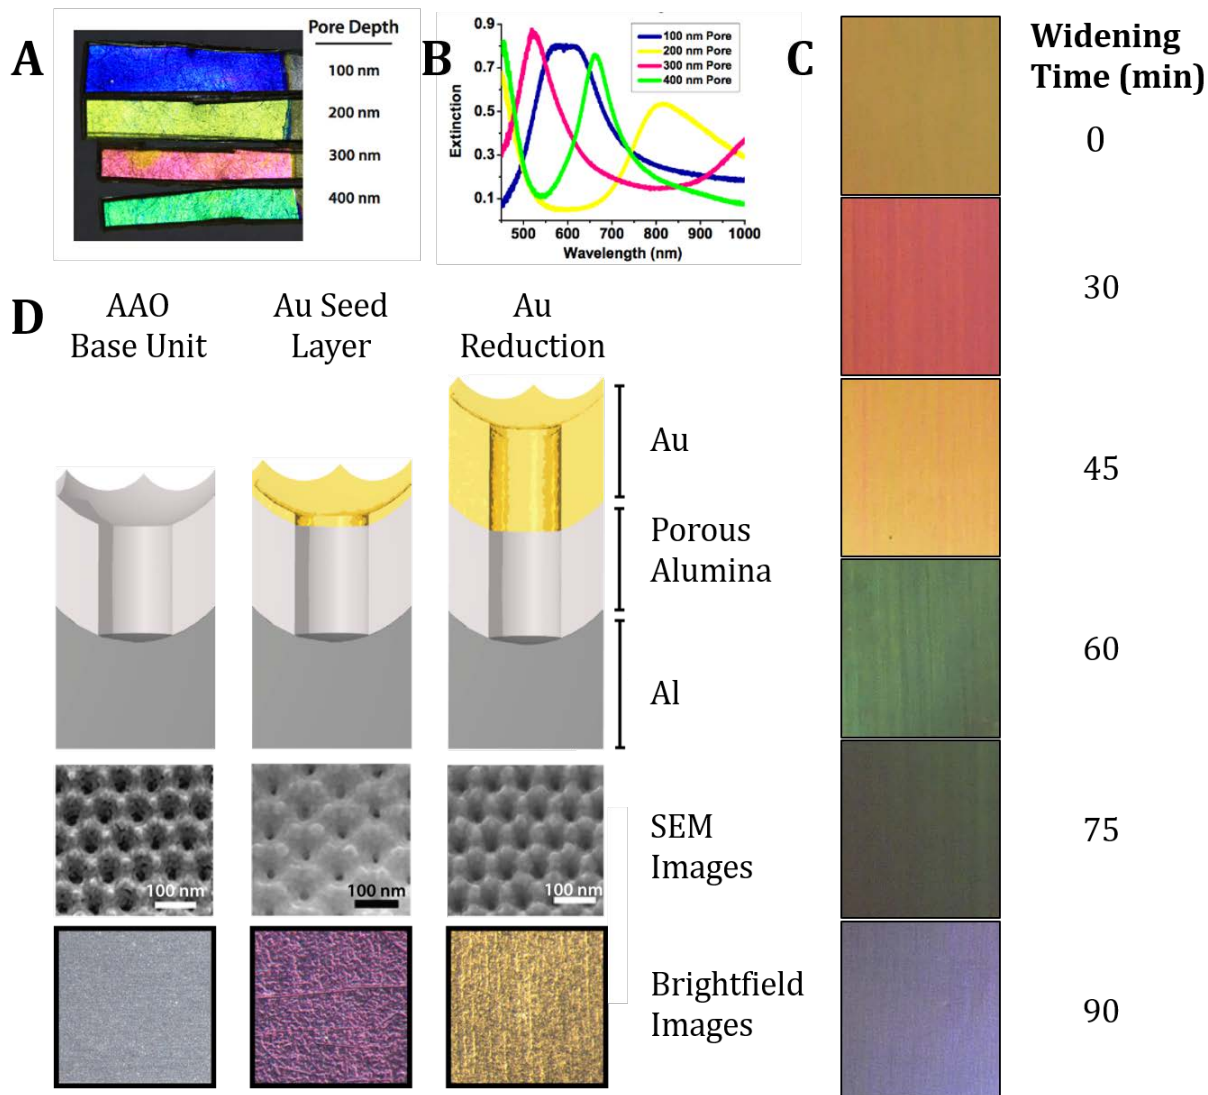 A
Pore Depth
100 nm
200 nm
300 nm
400 nm
B
0.9
0.7
0.5
0.3
0.1
Extinction
100 nm Pore
200 nm Pore
300 nm Pore
400 nm Pore
500 600 700 800 900 1000
Wavelength (nm)
C
Widening
Time (min)
0
30
45
60
75
90
D
AAO
Base Unit
Au Seed
Layer
Au
Reduction
Au
Porous
Alumina
Al
100 nm
100 nm
100 nm
SEM
Images
Brightfield
Images